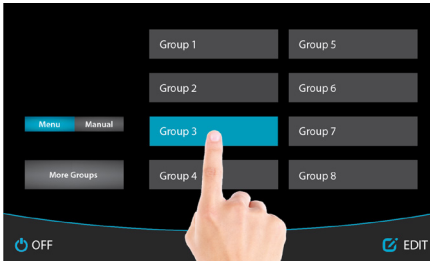 Group 1
Group 5
Group 2
Group 6
Menu
Manual
Group 3
Group 7
More Groups
Group 4
Group 8
OFF
EDIT